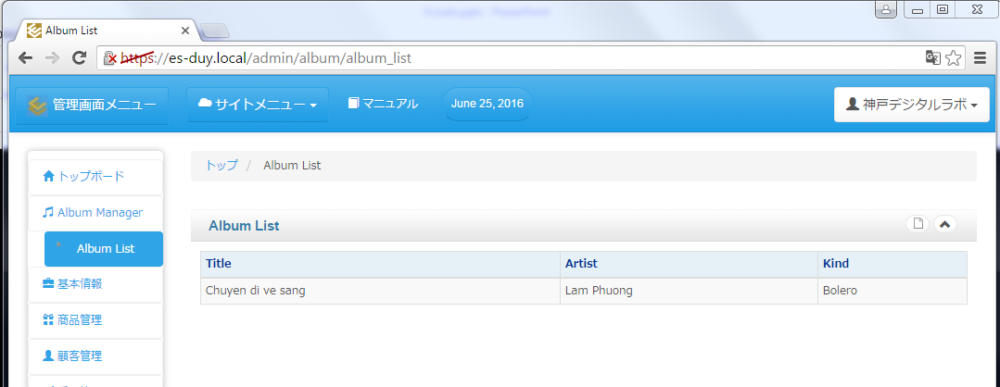 Album List
https://es-duy.local/admin/album/album_list
管理画面メニュー サイトメニュー マニュアル June 25, 2016 神戸デジタルラボ
トップボード
Album Manager
Album List
基本情報
商品管理
顧客管理
トップ / Album List
Album List
Title Artist Kind
Chuyen di ve sang Lam Phuong Bolero